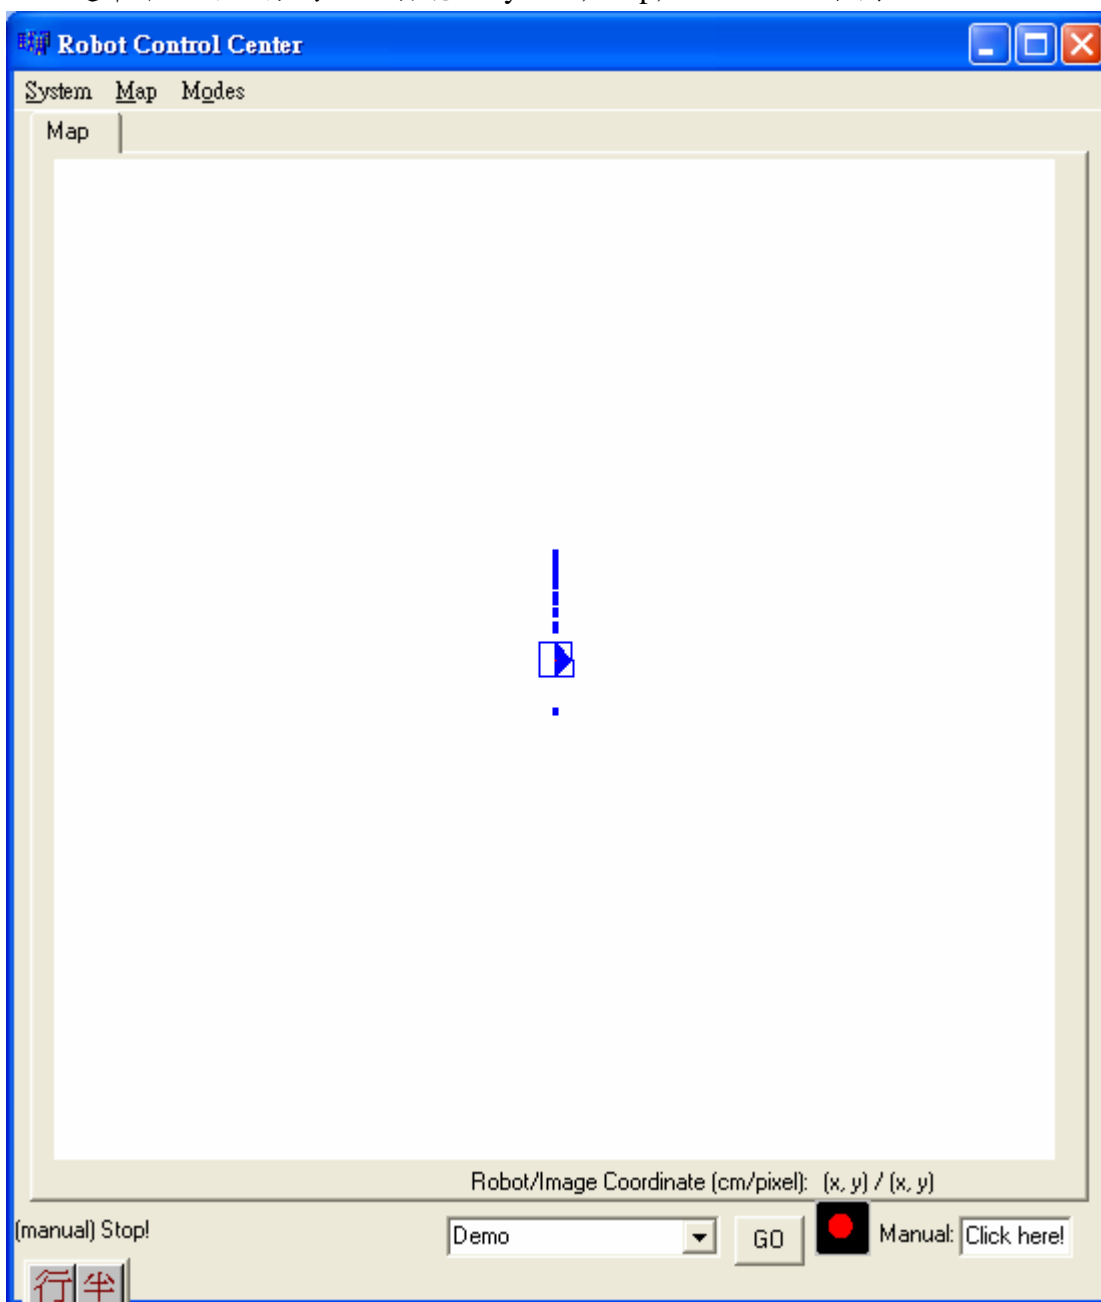 Robot Control Center
System Map Modes
Map
Robot/Image Coordinate (cm/pixel): (x, y) / (x, y)
(manual) Stop!
Demo
GO
Manual: Click here!
行 半